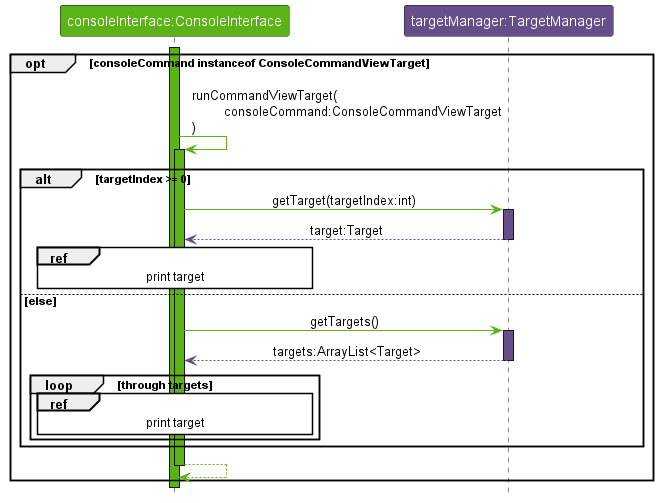 consoleInterface:ConsoleInterface
targetManager:TargetManager
opt
[consoleCommand instanceof ConsoleCommandViewTarget]
runCommandViewTarget(
consoleCommand:ConsoleCommandViewTarget
)
alt
[targetIndex >= 0]
getTarget(targetIndex:int)
target:Target
ref
print target
[else]
getTargets()
targets:ArrayList<Target>
loop
[through targets]
ref
print target